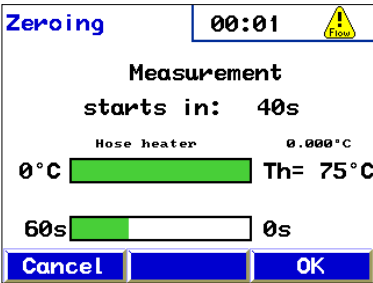 Zeroing 00:01 Flow
Measurement
starts in: 40s
Hose heater 0.000°C
0°C Th= 75°C
60s 0s
Cancel OK